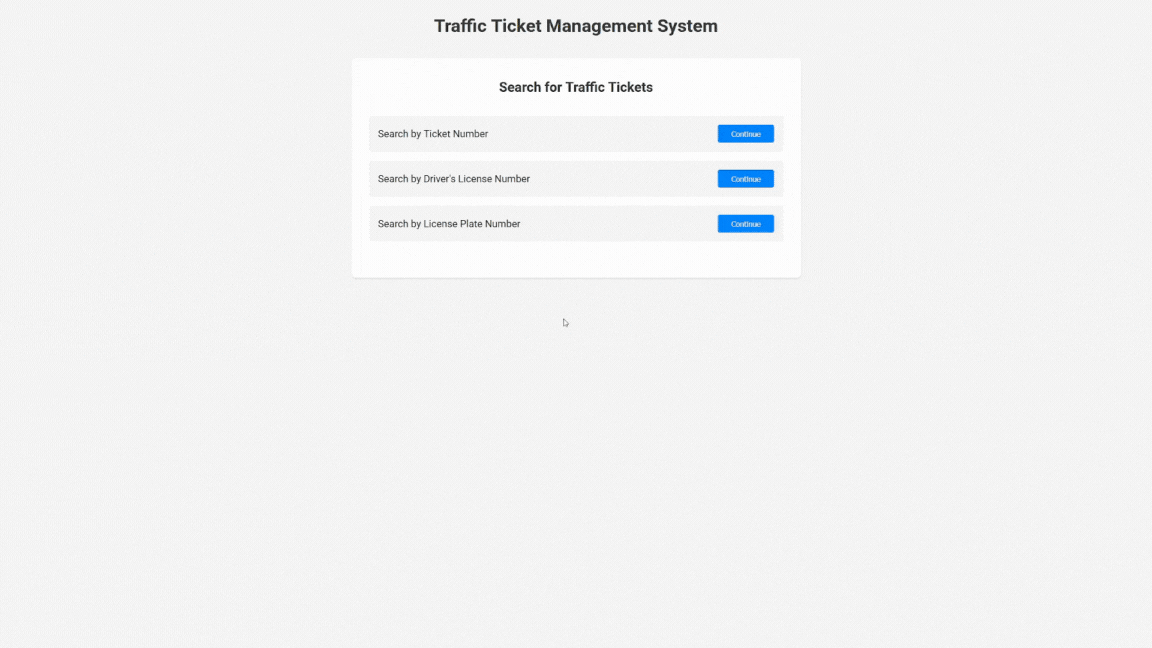 Traffic Ticket Management System
Search for Traffic Tickets
Search by Ticket Number
Continue
Search by Driver's License Number
Continue
Search by License Plate Number
Continue